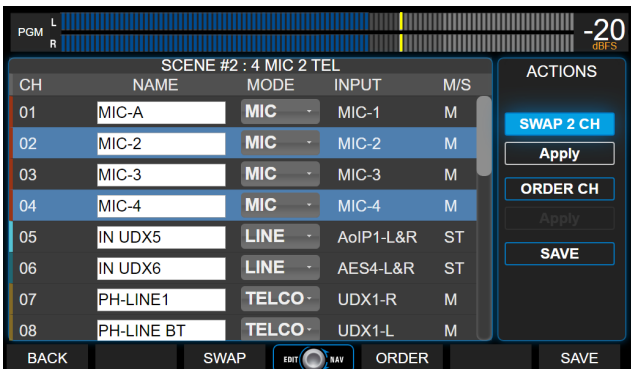 L
PGM
R
-20
dBFS
SCENE #2 : 4 MIC 2 TEL
CH NAME MODE INPUT M/S
01 MIC-A MIC MIC-1 M
02 MIC-2 MIC MIC-2 M
03 MIC-3 MIC MIC-3 M
04 MIC-4 MIC MIC-4 M
05 IN UDX5 LINE AoIP1-L&R ST
06 IN UDX6 LINE AES4-L&R ST
07 PH-LINE1 TELCO UDX1-R M
08 PH-LINE BT TELCO UDX1-L M
ACTIONS
SWAP 2 CH
Apply
ORDER CH
Apply
SAVE
BACK SWAP EDIT NAV ORDER SAVE